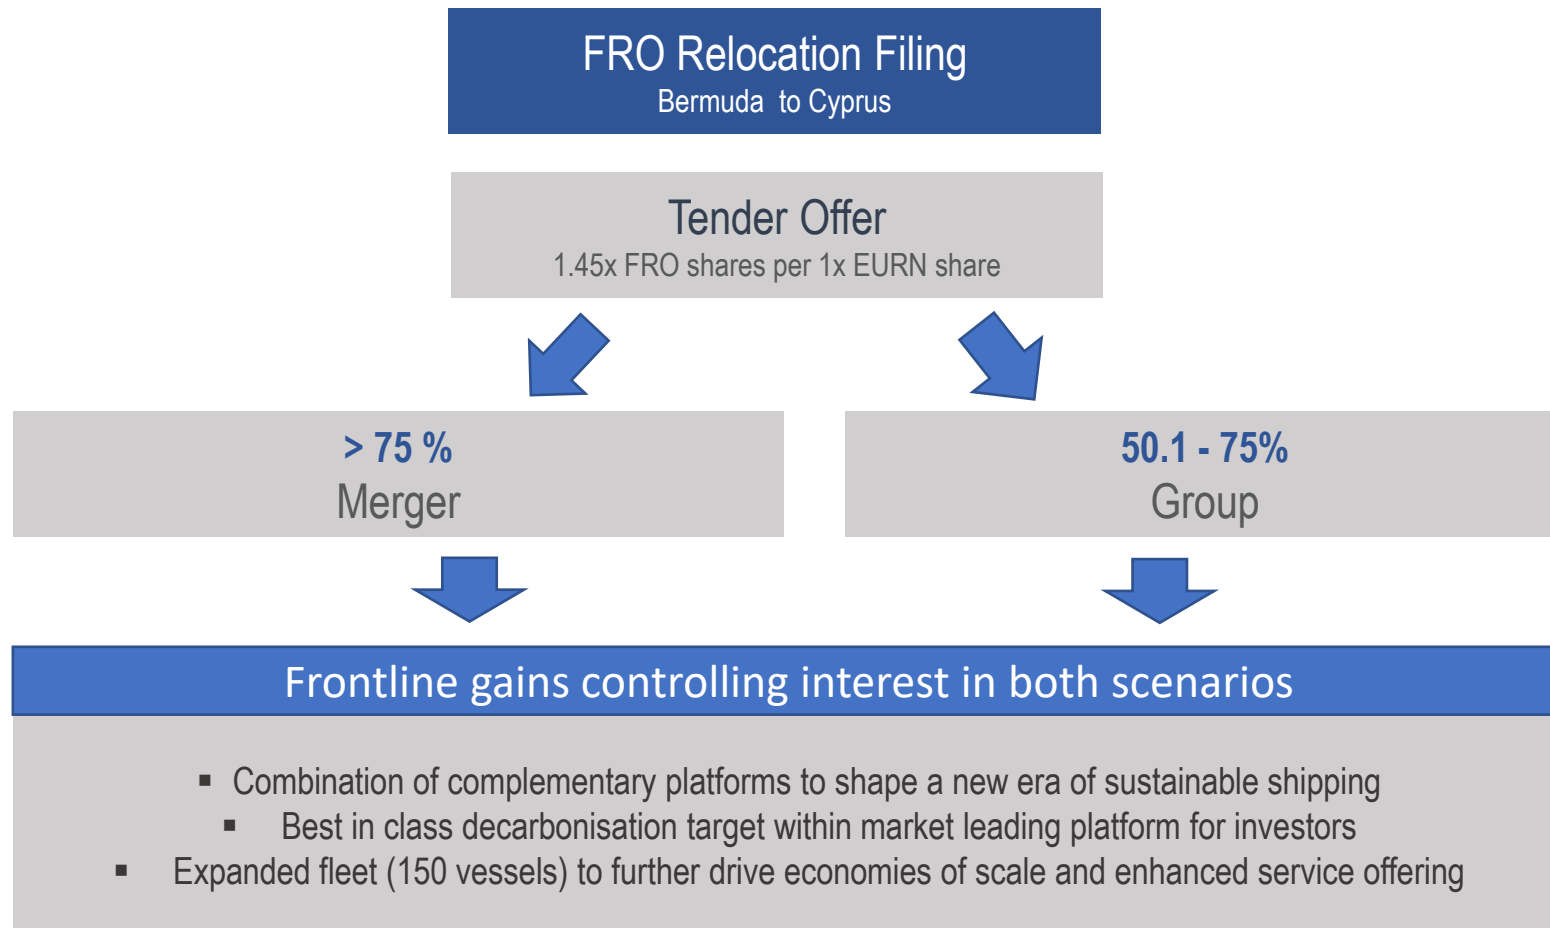 FRO Relocation Filing
Bermuda to Cyprus
Tender Offer
1.45x FRO shares per 1x EURN share
> 75 %
Merger
50.1 - 75%
Group
Frontline gains controlling interest in both scenarios
▪ Combination of complementary platforms to shape a new era of sustainable shipping
▪ Best in class decarbonisation target within market leading platform for investors
▪ Expanded fleet (150 vessels) to further drive economies of scale and enhanced service offering